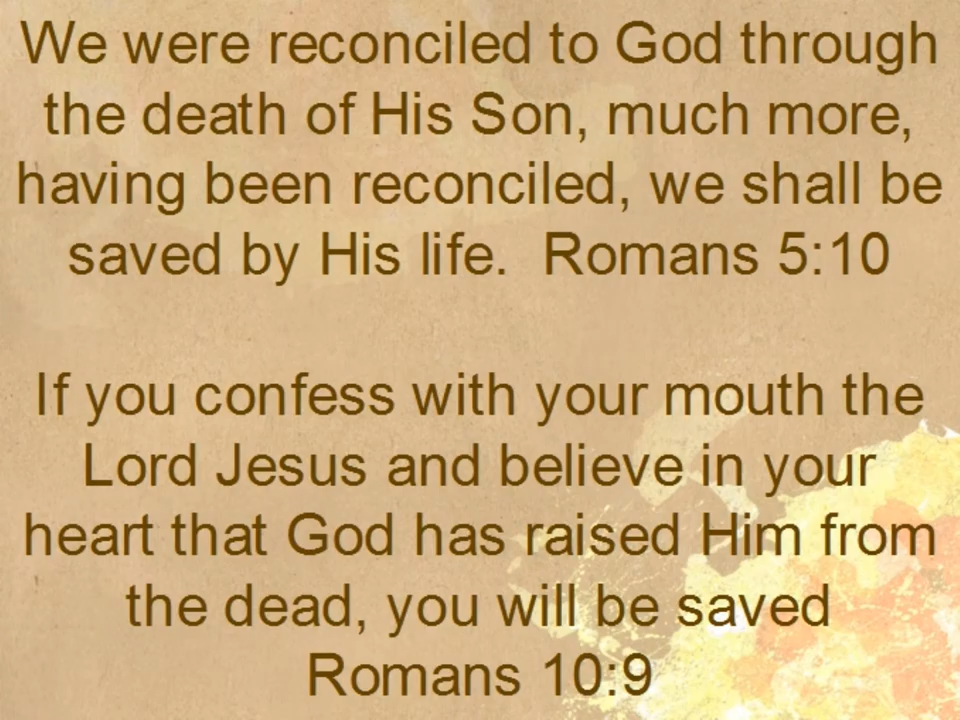 We were reconciled to God through
the death of His Son, much more,
having been reconciled, we shall be
saved by His life.  Romans 5:10
If you confess with your mouth the
Lord Jesus and believe in your
heart that God has raised Him from
the dead, you will be saved
Romans 10:9